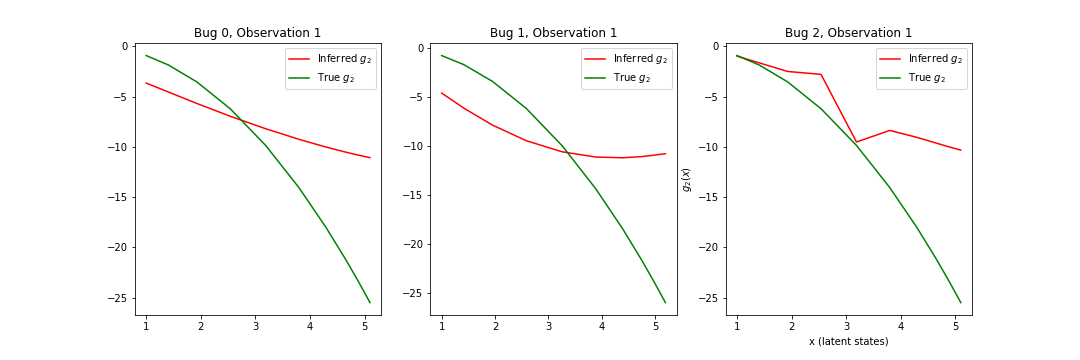 Bug 0, Observation 1
Inferred g₂
True g₂
0
−5
−10
−15
−20
−25
1 2 3 4 5
Bug 1, Observation 1
Inferred g₂
True g₂
0
−5
−10
−15
−20
−25
1 2 3 4 5
Bug 2, Observation 1
Inferred g₂
True g₂
g₂(x)
0
−5
−10
−15
−20
−25
1 2 3 4 5
x (latent states)